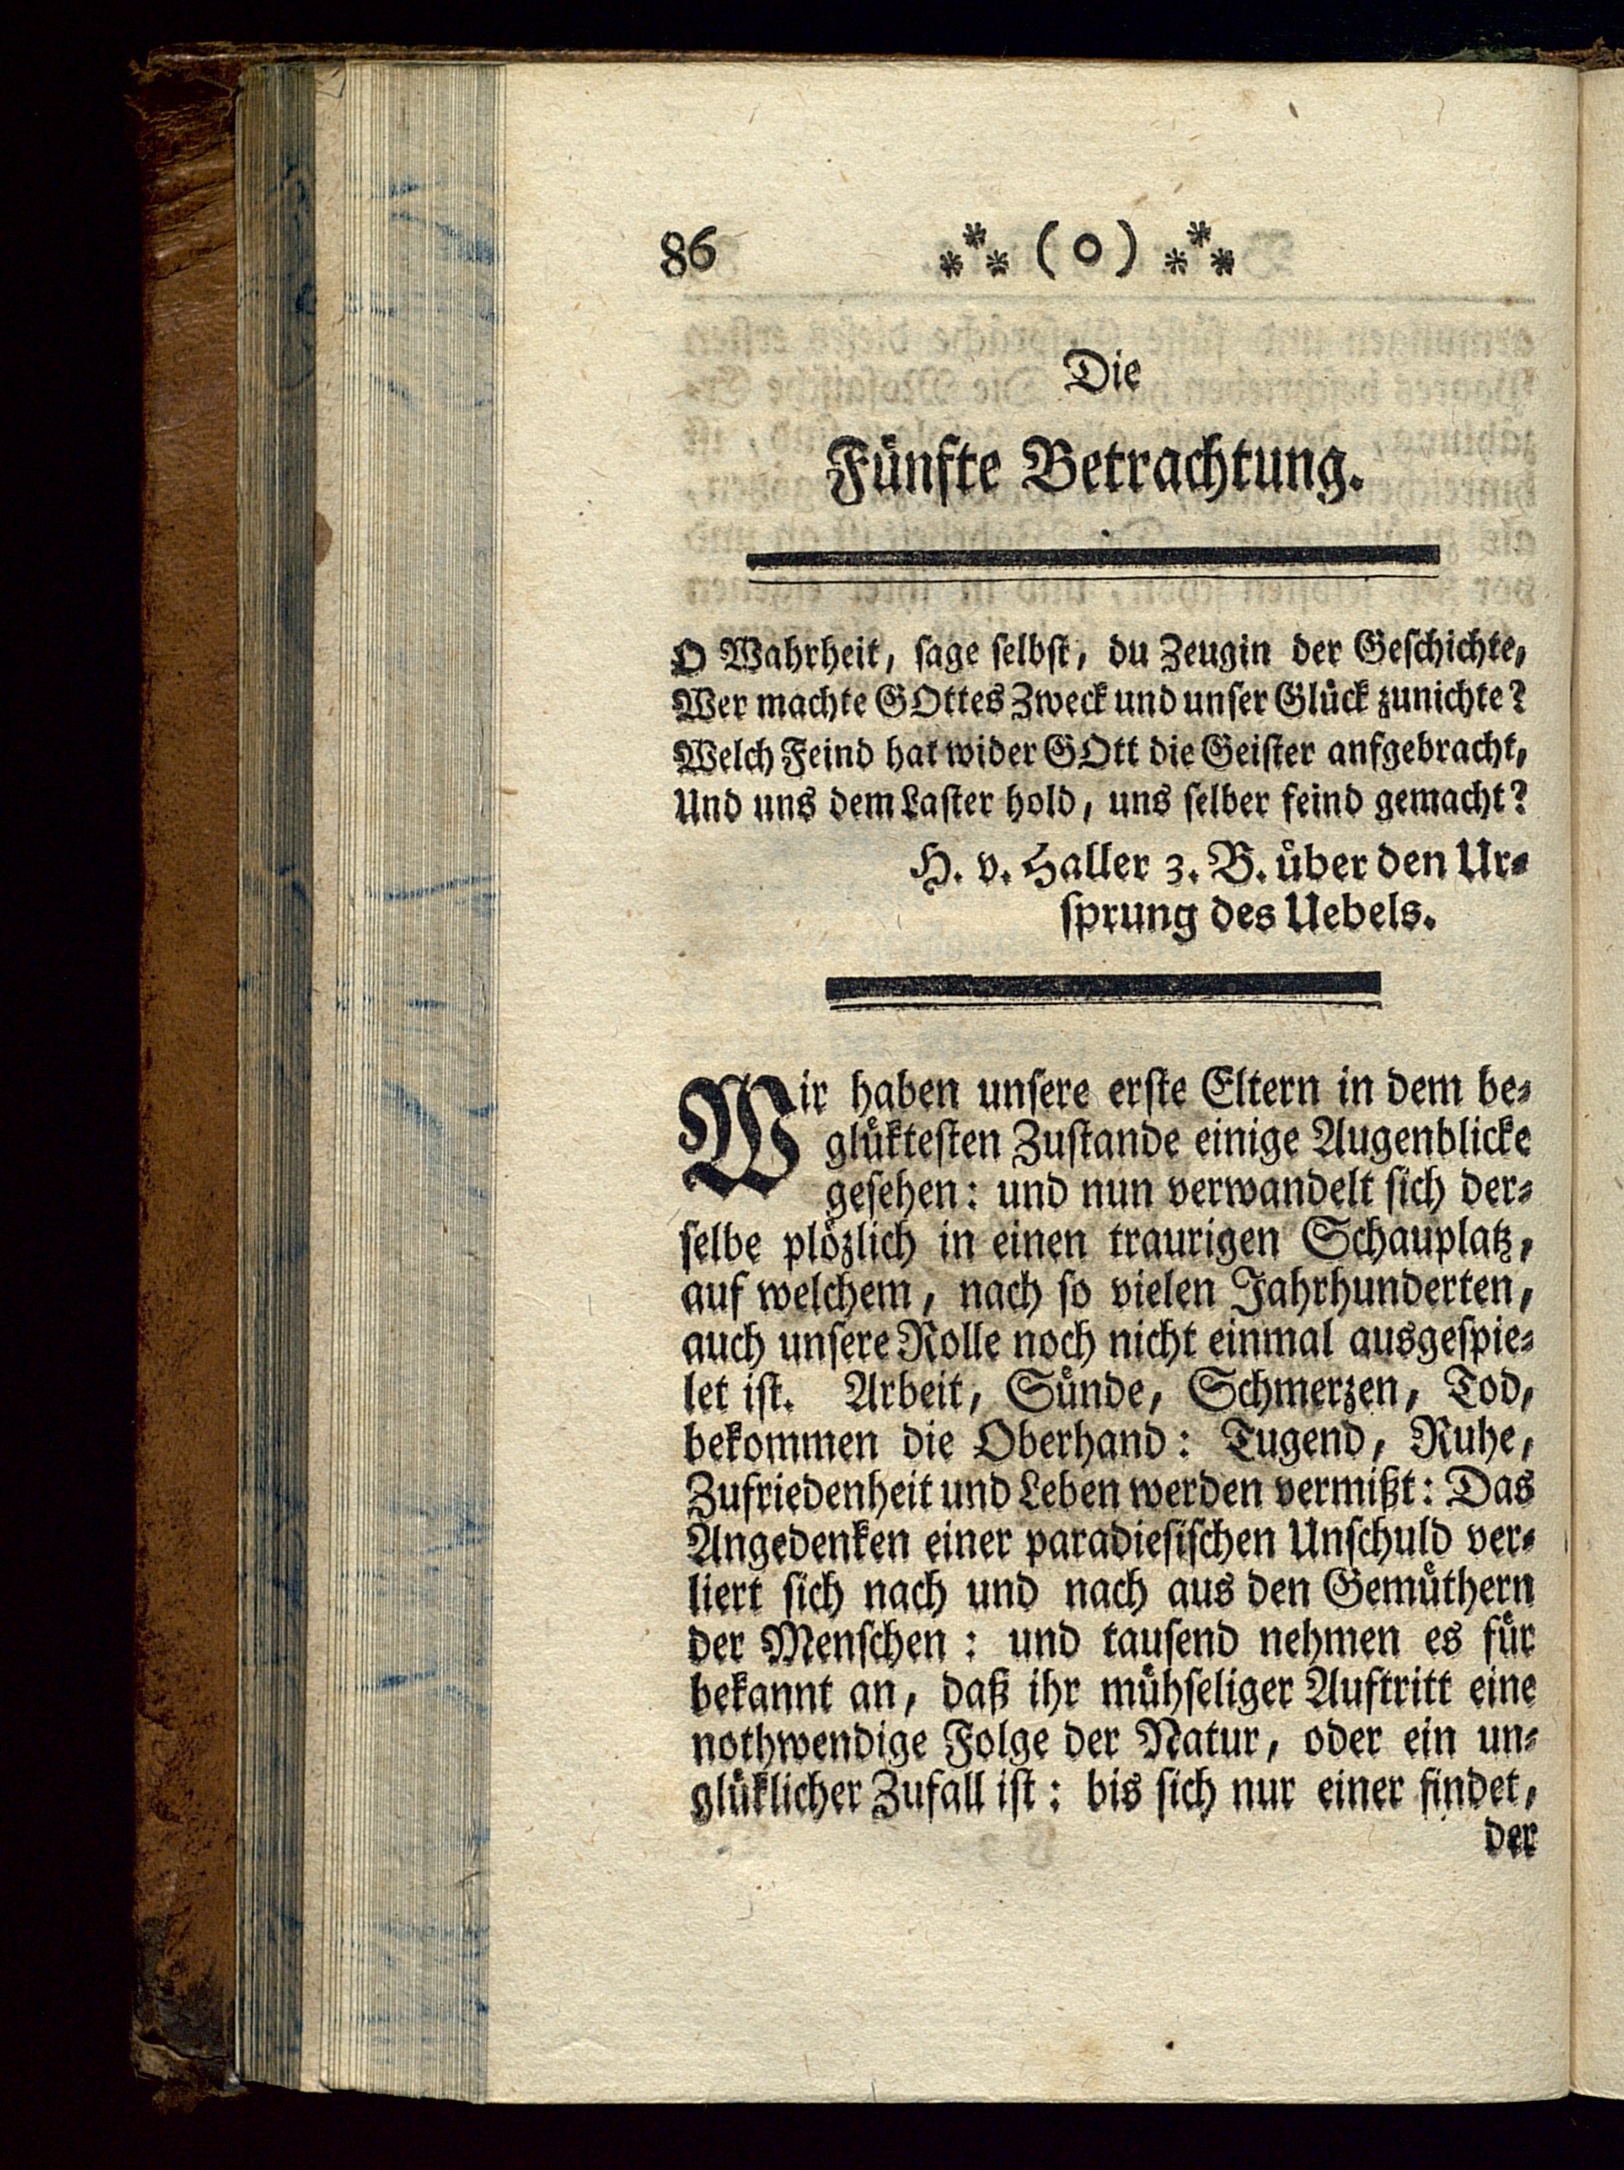 86 ⁂ (o) ⁂
Die
Fünfte Betrachtung.
O Wahrheit, sage selbst, du Zeugin der Geschichte,
Wer machte GOttes Zweck und unser Glück zunichte?
Welch Feind hat wider GOtt die Geister anfgebracht,
Und uns dem Laster hold, uns selber feind gemacht?
H. v. Haller 3. B. über den Ur-
sprung des Uebels.
Wir haben unsere erste Eltern in dem be-
glüktesten Zustande einige Augenblicke
gesehen: und nun verwandelt sich der-
selbe plözlich in einen traurigen Schauplatz,
auf welchem, nach so vielen Jahrhunderten,
auch unsere Rolle noch nicht einmal ausgespie-
let ist. Arbeit, Sünde, Schmerzen, Tod,
bekommen die Oberhand: Tugend, Ruhe,
Zufriedenheit und Leben werden vermißt: Das
Angedenken einer paradiesischen Unschuld ver-
liert sich nach und nach aus den Gemüthern
der Menschen: und tausend nehmen es für
bekannt an, daß ihr mühseliger Auftritt eine
nothwendige Folge der Natur, oder ein un-
glüklicher Zufall ist: bis sich nur einer findet,
der